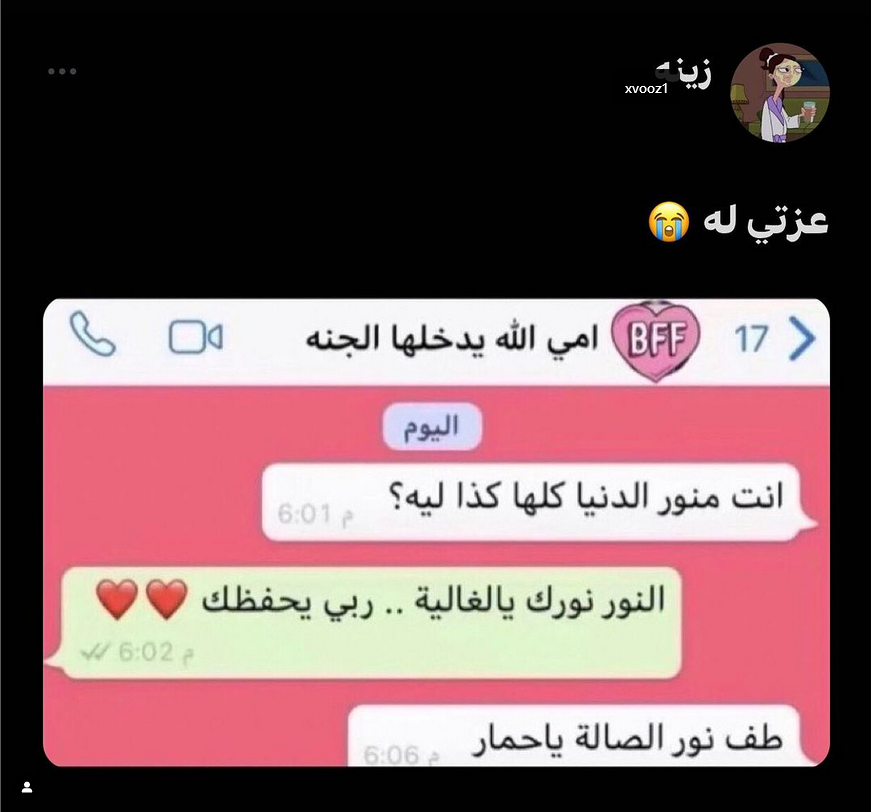 زينه
xvooz1
عزتي له 😭
17 BFF امي الله يدخلها الجنه
اليوم
انت منور الدنيا كلها كذا ليه؟
6:01 م
النور نورك يالغالية .. ربي يحفظك ❤️❤️
6:02 م
طف نور الصالة ياحمار
6:06 م